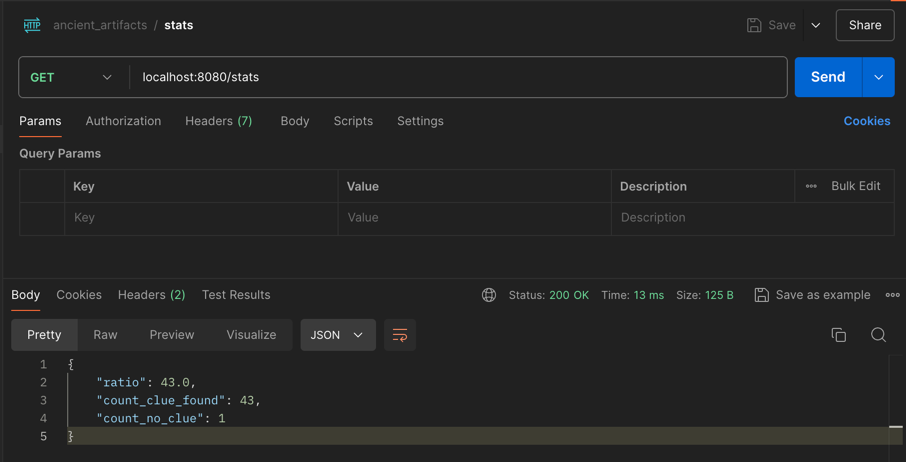 HTTP ancient_artifacts / stats Save Share
GET localhost:8080/stats Send
Params Authorization Headers (7) Body Scripts Settings Cookies
Query Params
Key Value Description Bulk Edit
Key Value Description
Body Cookies Headers (2) Test Results Status: 200 OK Time: 13 ms Size: 125 B Save as example
Pretty Raw Preview Visualize JSON
1 {
2 "ratio": 43.0,
3 "count_clue_found": 43,
4 "count_no_clue": 1
5 }